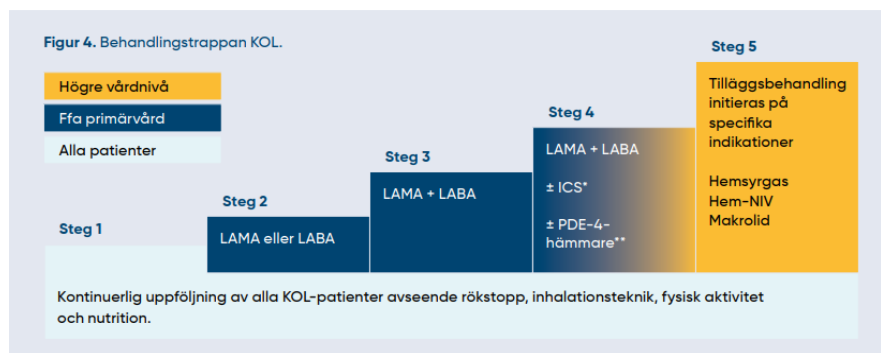 Figur 4. Behandlingstrappan KOL.
Högre vårdnivå
Ffa primärvård
Alla patienter
Steg 1
Steg 2
LAMA eller LABA
Steg 3
LAMA + LABA
Steg 4
LAMA + LABA
± ICS*
± PDE-4-
hämmare**
Steg 5
Tilläggsbehandling
initieras på
specifika
indikationer
Hemsyrgas
Hem-NIV
Makrolid
Kontinuerlig uppföljning av alla KOL-patienter avseende rökstopp, inhalationsteknik, fysisk aktivitet
och nutrition.